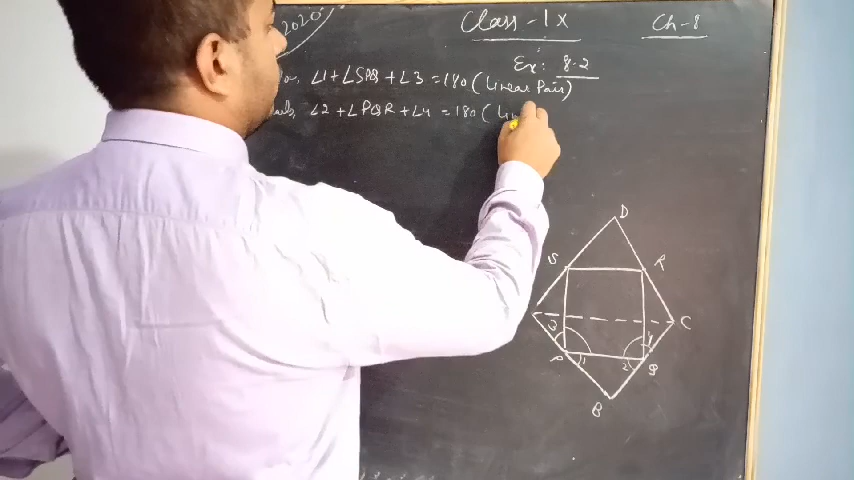 2020
Class - IX
Ch-8
Ex: 8.2
∠1+∠SPQ+∠3=180 (Linear Pair)
∠2+∠PQR+∠4=180 (
D
S
R
C
3
4
P
1
2
Q
B